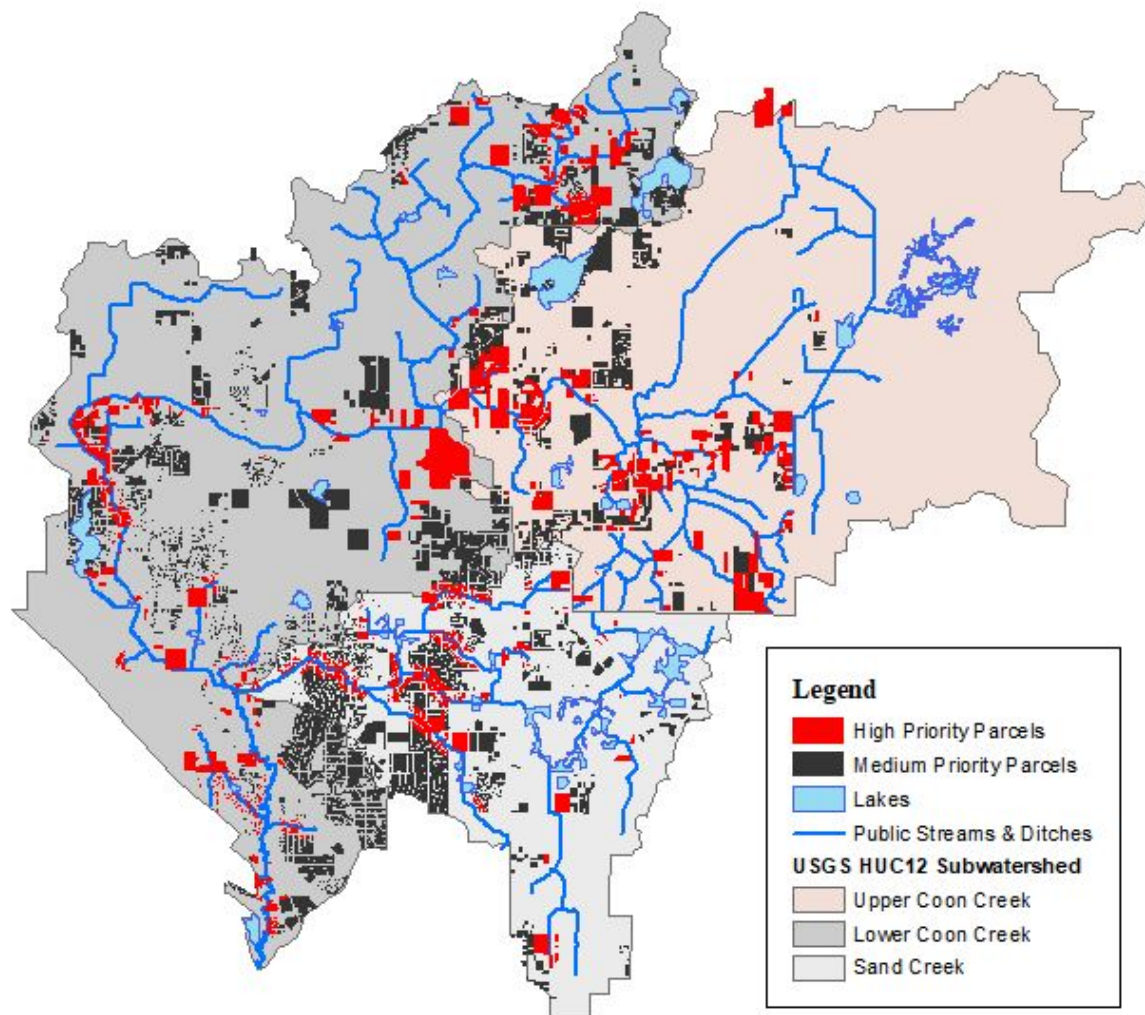 Legend
High Priority Parcels
Medium Priority Parcels
Lakes
Public Streams & Ditches
USGS HUC12 Subwatershed
Upper Coon Creek
Lower Coon Creek
Sand Creek